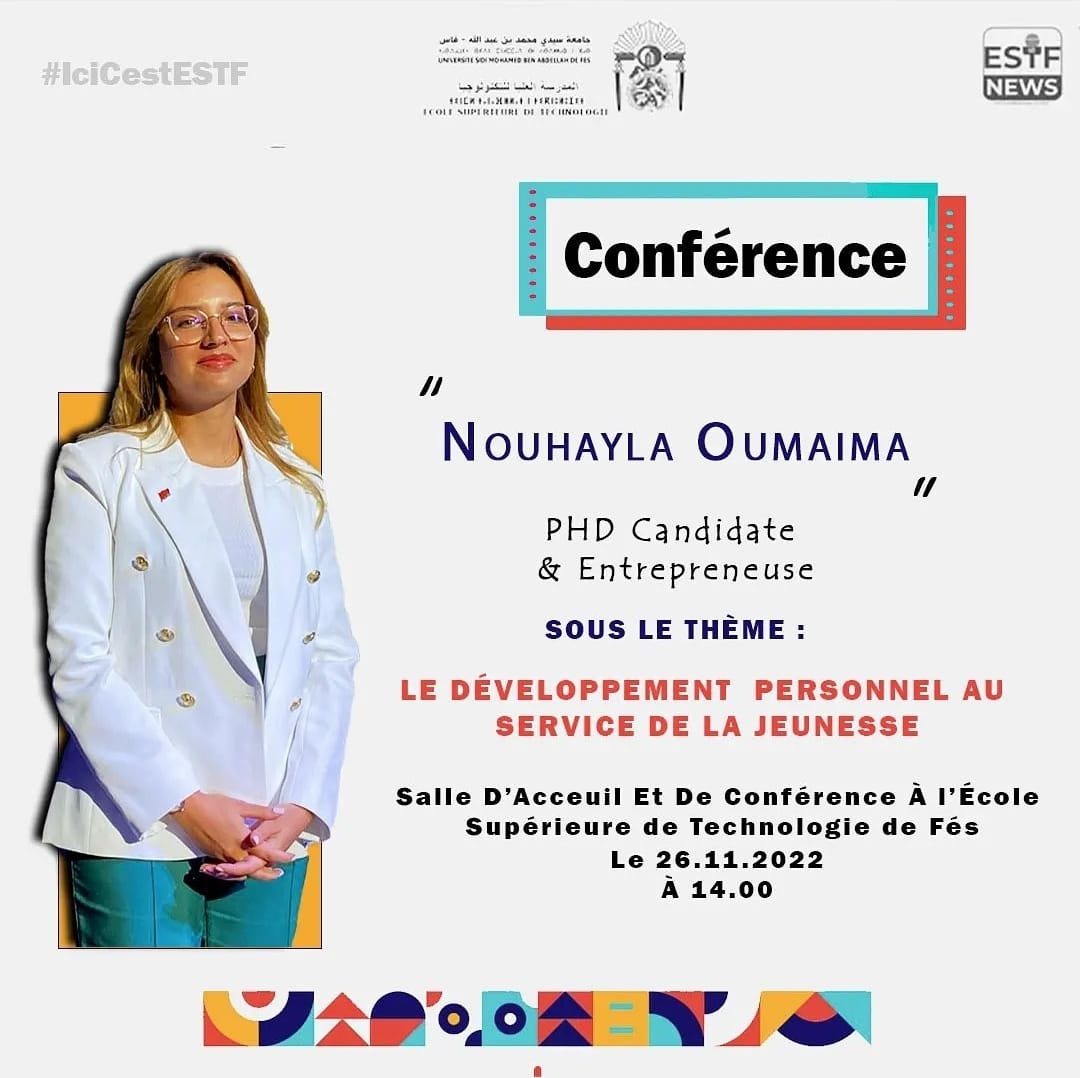 #IciCestESTF
جامعة سيدي محمد بن عبد الله - فاس
UNIVERSITE SIDI MOHAMED BEN ABDELLAH DE FES
المدرسة العليا للتكنولوجيا
ECOLE SUPERIEURE DE TECHNOLOGIE
ESTF
NEWS
Conférence
"
NOUHAYLA OUMAIMA
"
PHD Candidate
& Entrepreneuse
SOUS LE THÈME :
LE DÉVELOPPEMENT PERSONNEL AU
SERVICE DE LA JEUNESSE
Salle D’Acceuil Et De Conférence À l’École
Supérieure de Technologie de Fés
Le 26.11.2022
À 14.00